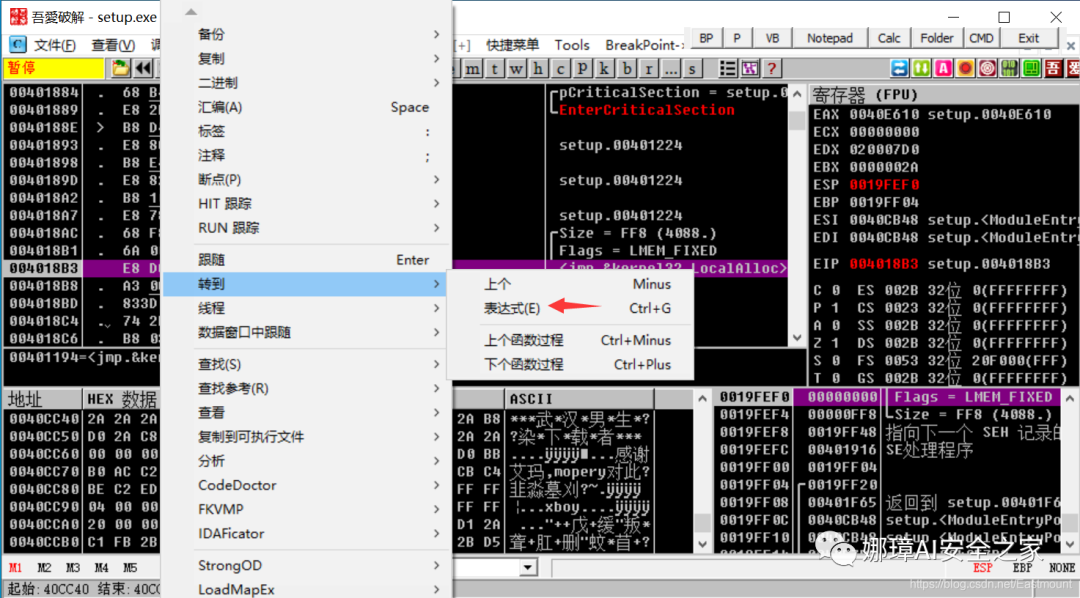 吾愛破解 - setup.exe
文件(F) 查看(V) 调
[+] 快捷菜单 Tools BreakPoint->
BP P VB Notepad Calc Folder CMD Exit
暂停
m t w h c p k b r ... s ?
00401884 . 68 B
00401889 . E8 2
0040188E > B8 D
00401893 . E8 8
00401898 . B8 E
0040189D . E8 8
004018A2 . B8 1
004018A7 . E8 7
004018AC . 68 F
004018B1 . 6A 0
004018B3 E8 D
004018B8 . A3 0
004018BD . 833D
004018C4 . 74 2
004018C6 . B8 0
00401194=<jmp.&ker
备份
复制
二进制
汇编(A) Space
标签 :
注释 ;
断点(P)
HIT 跟踪
RUN 跟踪
跟随 Enter
转到
线程
数据窗口中跟随
查找(S)
查找参考(R)
查看
复制到可执行文件
分析
CodeDoctor
FKVMP
IDAFicator
StrongOD
LoadMapEx
上个 Minus
表达式(E) Ctrl+G
上个函数过程 Ctrl+Minus
下个函数过程 Ctrl+Plus
pCriticalSection = setup.0
EnterCriticalSection
setup.00401224
setup.00401224
setup.00401224
Size = FF8 (4088.)
Flags = LMEM_FIXED
<jmp.&kernel32.LocalAlloc>
寄存器 (FPU)
EAX 0040E610 setup.0040E610
ECX 00000000
EDX 020007D0
EBX 0000002A
ESP 0019FEF0
EBP 0019FF04
ESI 0040CB48 setup.<ModuleEntry
EDI 0040CB48 setup.<ModuleEntry
EIP 004018B3 setup.004018B3
C 0 ES 002B 32位 0(FFFFFFFF)
P 1 CS 0023 32位 0(FFFFFFFF)
A 0 SS 002B 32位 0(FFFFFFFF)
Z 1 DS 002B 32位 0(FFFFFFFF)
S 0 FS 0053 32位 20F000(FFF)
T 0 GS 002B 32位 0(FFFFFFFF)
地址 HEX 数据
0040CC40 2A 2A 2A
0040CC50 D0 2A C8
0040CC60 00 00 00
0040CC70 B0 AC C2
0040CC80 BE C2 ED
0040CC90 04 00 00
0040CCA0 20 00 00
0040CCB0 C1 FB 2B
ASCII
2A B8 ***武*汉*男*生*?
2A 2A ?染*下*载*者***
D0 BB ....ÿÿÿÿ■...感谢
CB C4 艾玛,mopery对此?
FF FF 韭淼墓刈?~.ÿÿÿÿ
FF FF ¦...xboy....ÿÿÿÿ
D1 2A ..."++戊+缓"叛*
2B D5 聋+肛+删"蚊*苜+?
0019FEF0 00000000 Flags = LMEM_FIXED
0019FEF4 00000FF8 Size = FF8 (4088.)
0019FEF8 0019FF48 指向下一个 SEH 记录的
0019FEFC 00401916 SE处理程序
0019FF00 0019FF04
0019FF04 0019FF20
0019FF08 00401F65 返回到 setup.00401F6
0019FF0C 0040CB48 setup.<ModuleEntryPo
0019FF10 0040CB48
M1 M2 M3 M4 M5
ESP EBP NONE
起始: 40CC40 结束: 40C
娜璋AI安全之家
https://blog.csdn.net/Eastmount